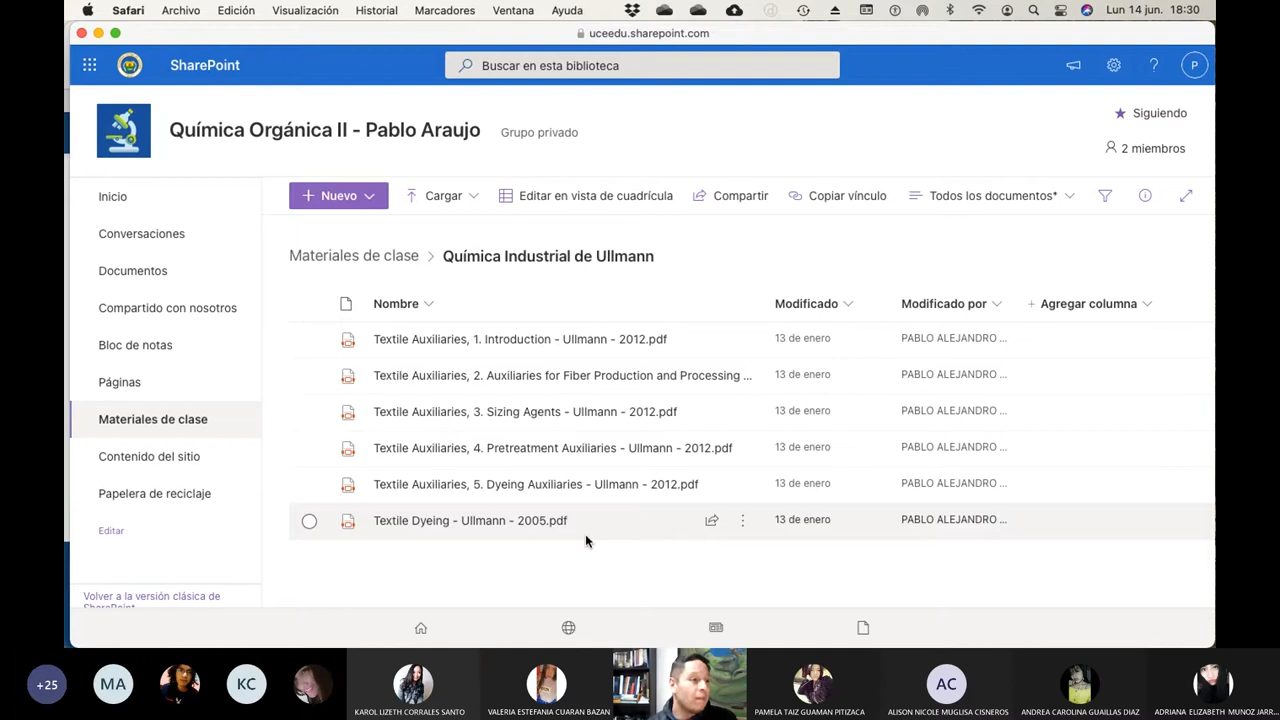 Safari Archivo Edición Visualización Historial Marcadores Ventana Ayuda Lun 14 jun. 18:30
uceedu.sharepoint.com
SharePoint Buscar en esta biblioteca P
Química Orgánica II - Pablo Araujo Grupo privado
Siguiendo
2 miembros
Inicio
Conversaciones
Documentos
Compartido con nosotros
Bloc de notas
Páginas
Materiales de clase
Contenido del sitio
Papelera de reciclaje
Editar
Volver a la versión clásica de
SharePoint
+ Nuevo Cargar Editar en vista de cuadrícula Compartir Copiar vínculo Todos los documentos*
Materiales de clase > Química Industrial de Ullmann
Nombre Modificado Modificado por + Agregar columna
Textile Auxiliaries, 1. Introduction - Ullmann - 2012.pdf 13 de enero PABLO ALEJANDRO ...
Textile Auxiliaries, 2. Auxiliaries for Fiber Production and Processing ... 13 de enero PABLO ALEJANDRO ...
Textile Auxiliaries, 3. Sizing Agents - Ullmann - 2012.pdf 13 de enero PABLO ALEJANDRO ...
Textile Auxiliaries, 4. Pretreatment Auxiliaries - Ullmann - 2012.pdf 13 de enero PABLO ALEJANDRO ...
Textile Auxiliaries, 5. Dyeing Auxiliaries - Ullmann - 2012.pdf 13 de enero PABLO ALEJANDRO ...
Textile Dyeing - Ullmann - 2005.pdf 13 de enero PABLO ALEJANDRO ...
+25 MA KC AC
KAROL LIZETH CORRALES SANTO VALERIA ESTEFANIA CUARAN BAZAN PAMELA TAIZ GUAMAN PITIZACA ALISON NICOLE MUGLISA CISNEROS ANDREA CAROLINA GUAILLAS DIAZ ADRIANA ELIZABETH MUNOZ JARR...